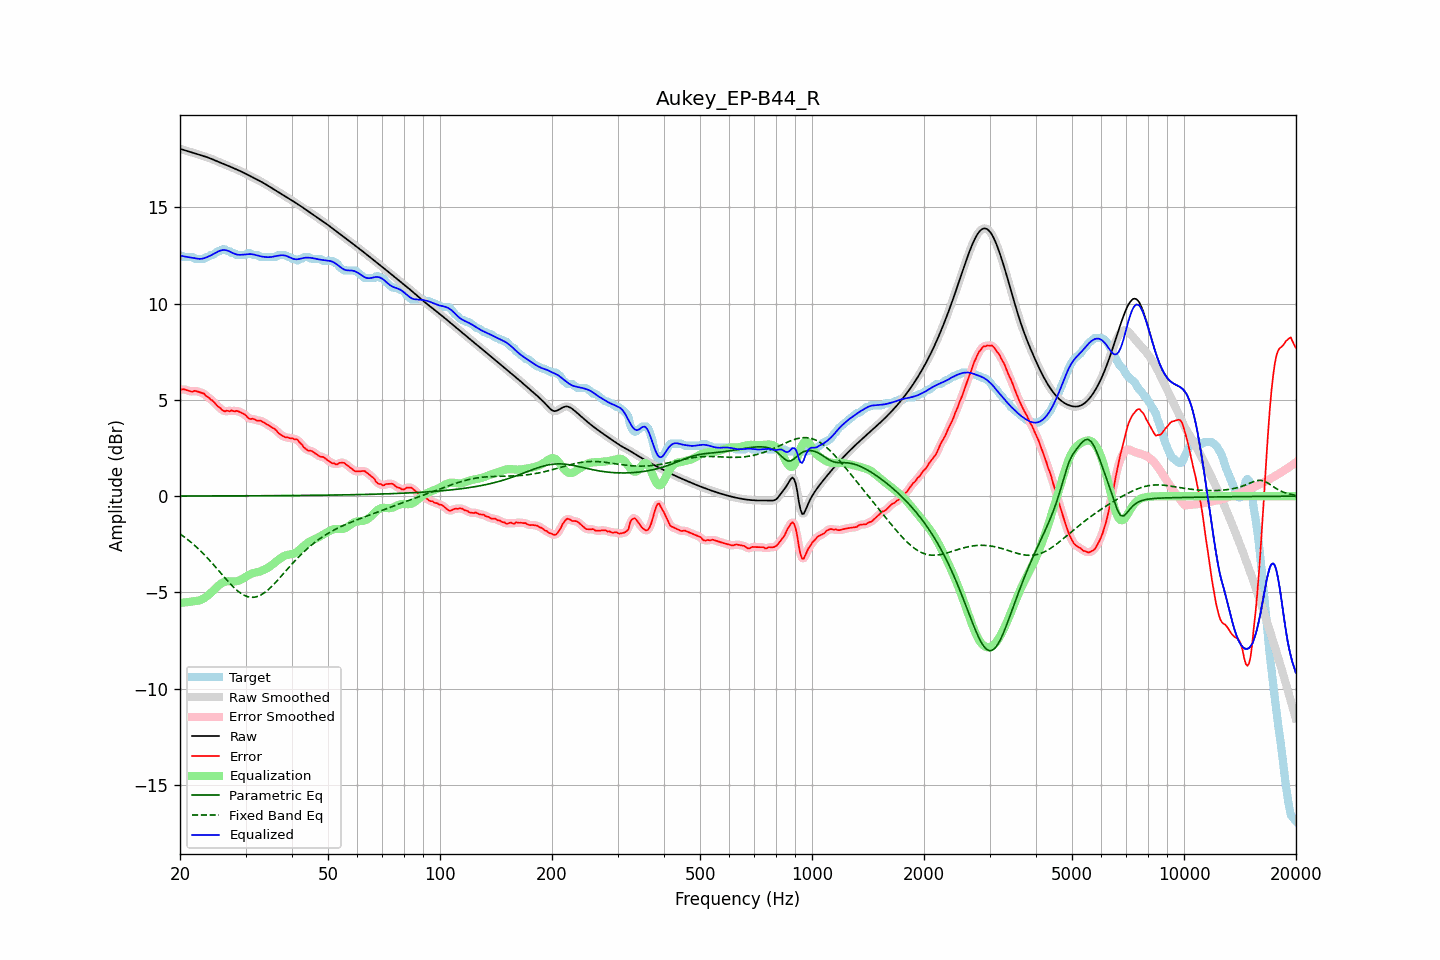 Aukey_EP-B44_R
Amplitude (dBr)
15
10
5
0
−5
−10
−15
Target
Raw Smoothed
Error Smoothed
Raw
Error
Equalization
Parametric Eq
Fixed Band Eq
Equalized
20 50 100 200 500 1000 2000 5000 10000 20000
Frequency (Hz)